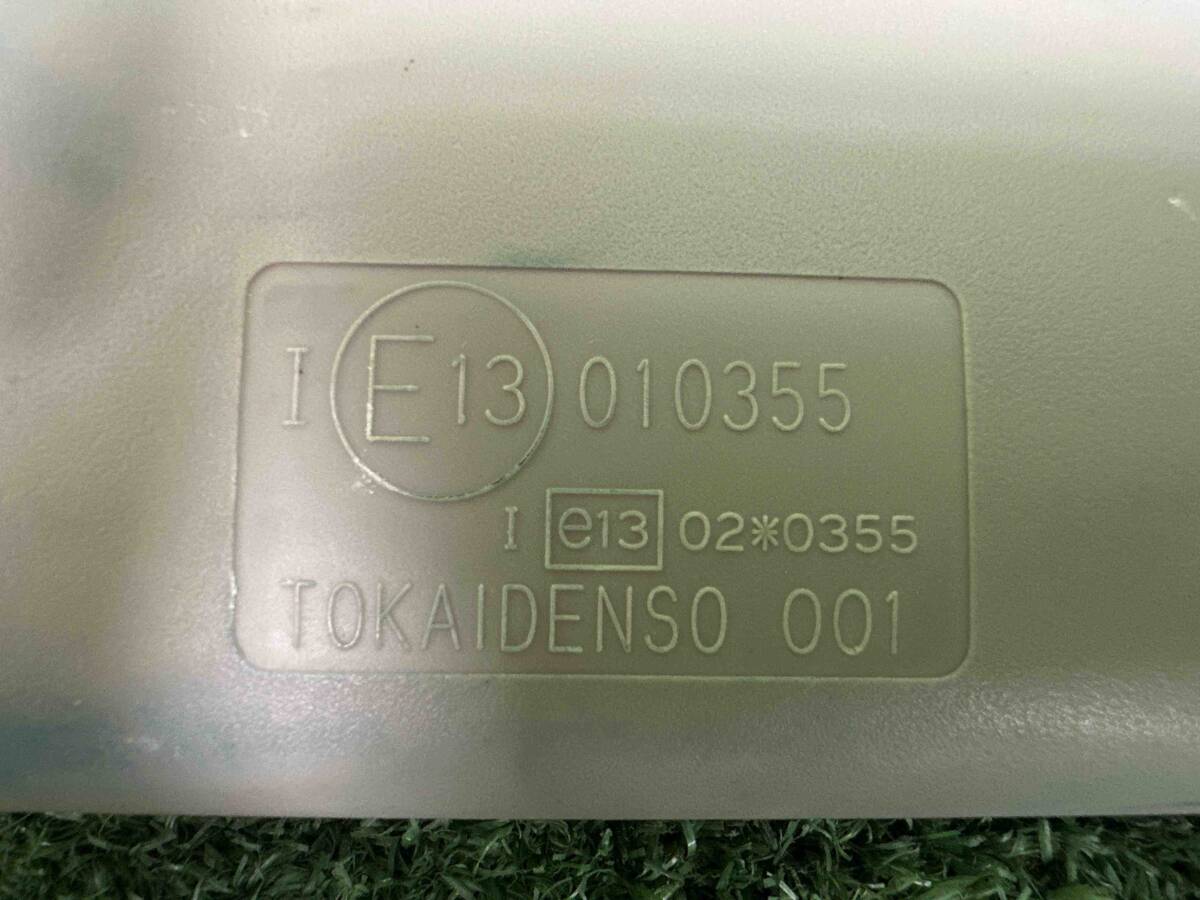 I E13 010355
I e13 02*0355
TOKAIDENSO 001